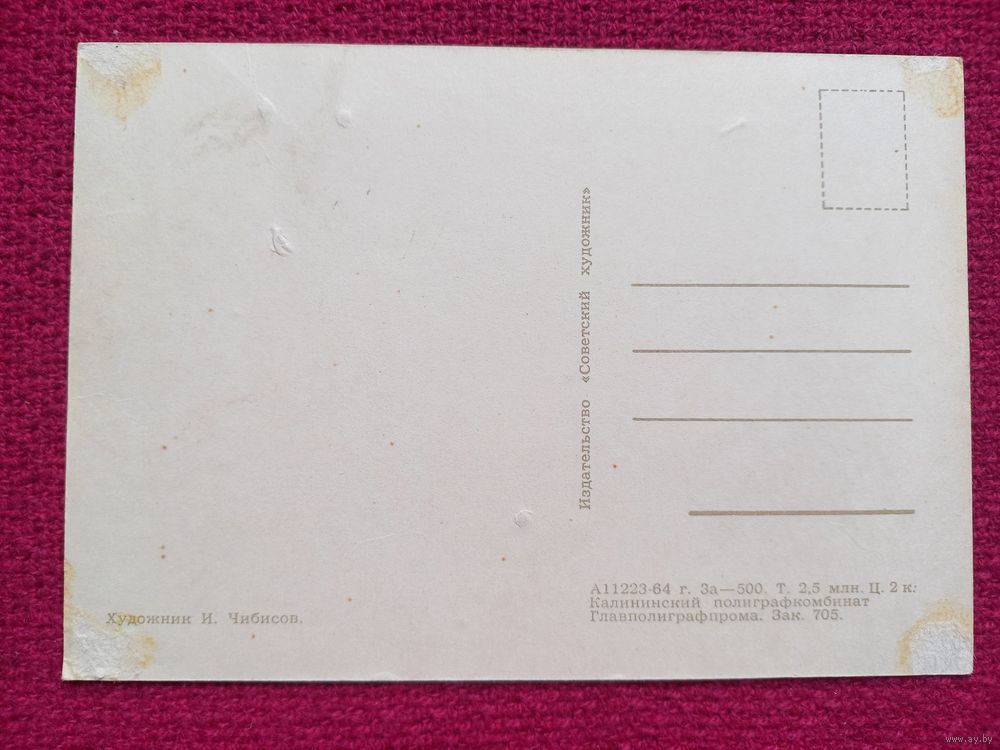 Издательство «Советский художник»
Художник И. Чибисов.
А11223-64 г. За—500. Т. 2,5 млн. Ц. 2 к.
Калининский полиграфкомбинат
Главполиграфпрома. Зак. 705.
www.ay.by